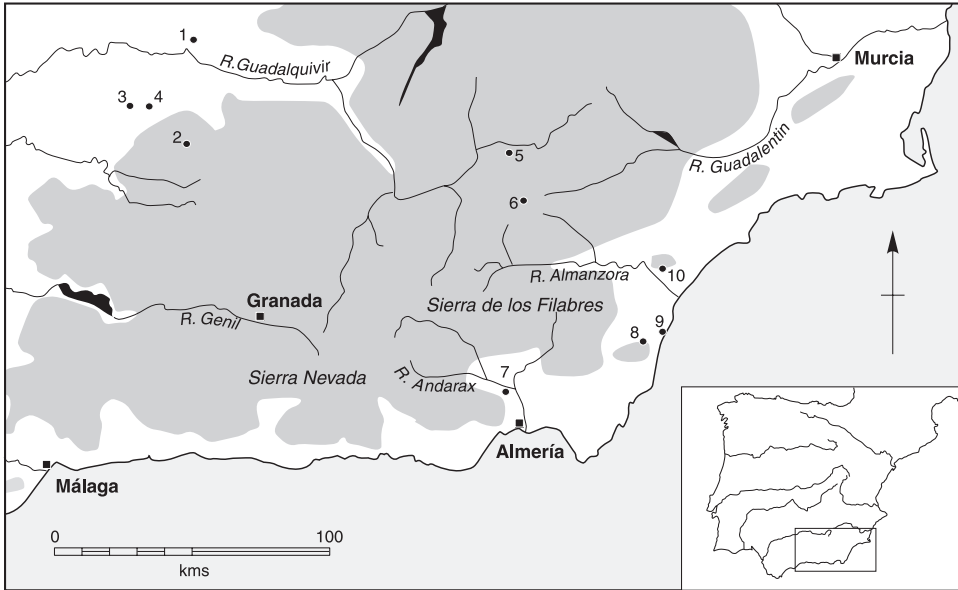 1
R.Guadalquivir
Murcia
3
4
2
5
R. Guadalentin
6
10
R. Almanzora
Granada
Sierra de los Filabres
R. Genil
9
8
Sierra Nevada
R. Andarax
7
Almería
Málaga
0
100
kms